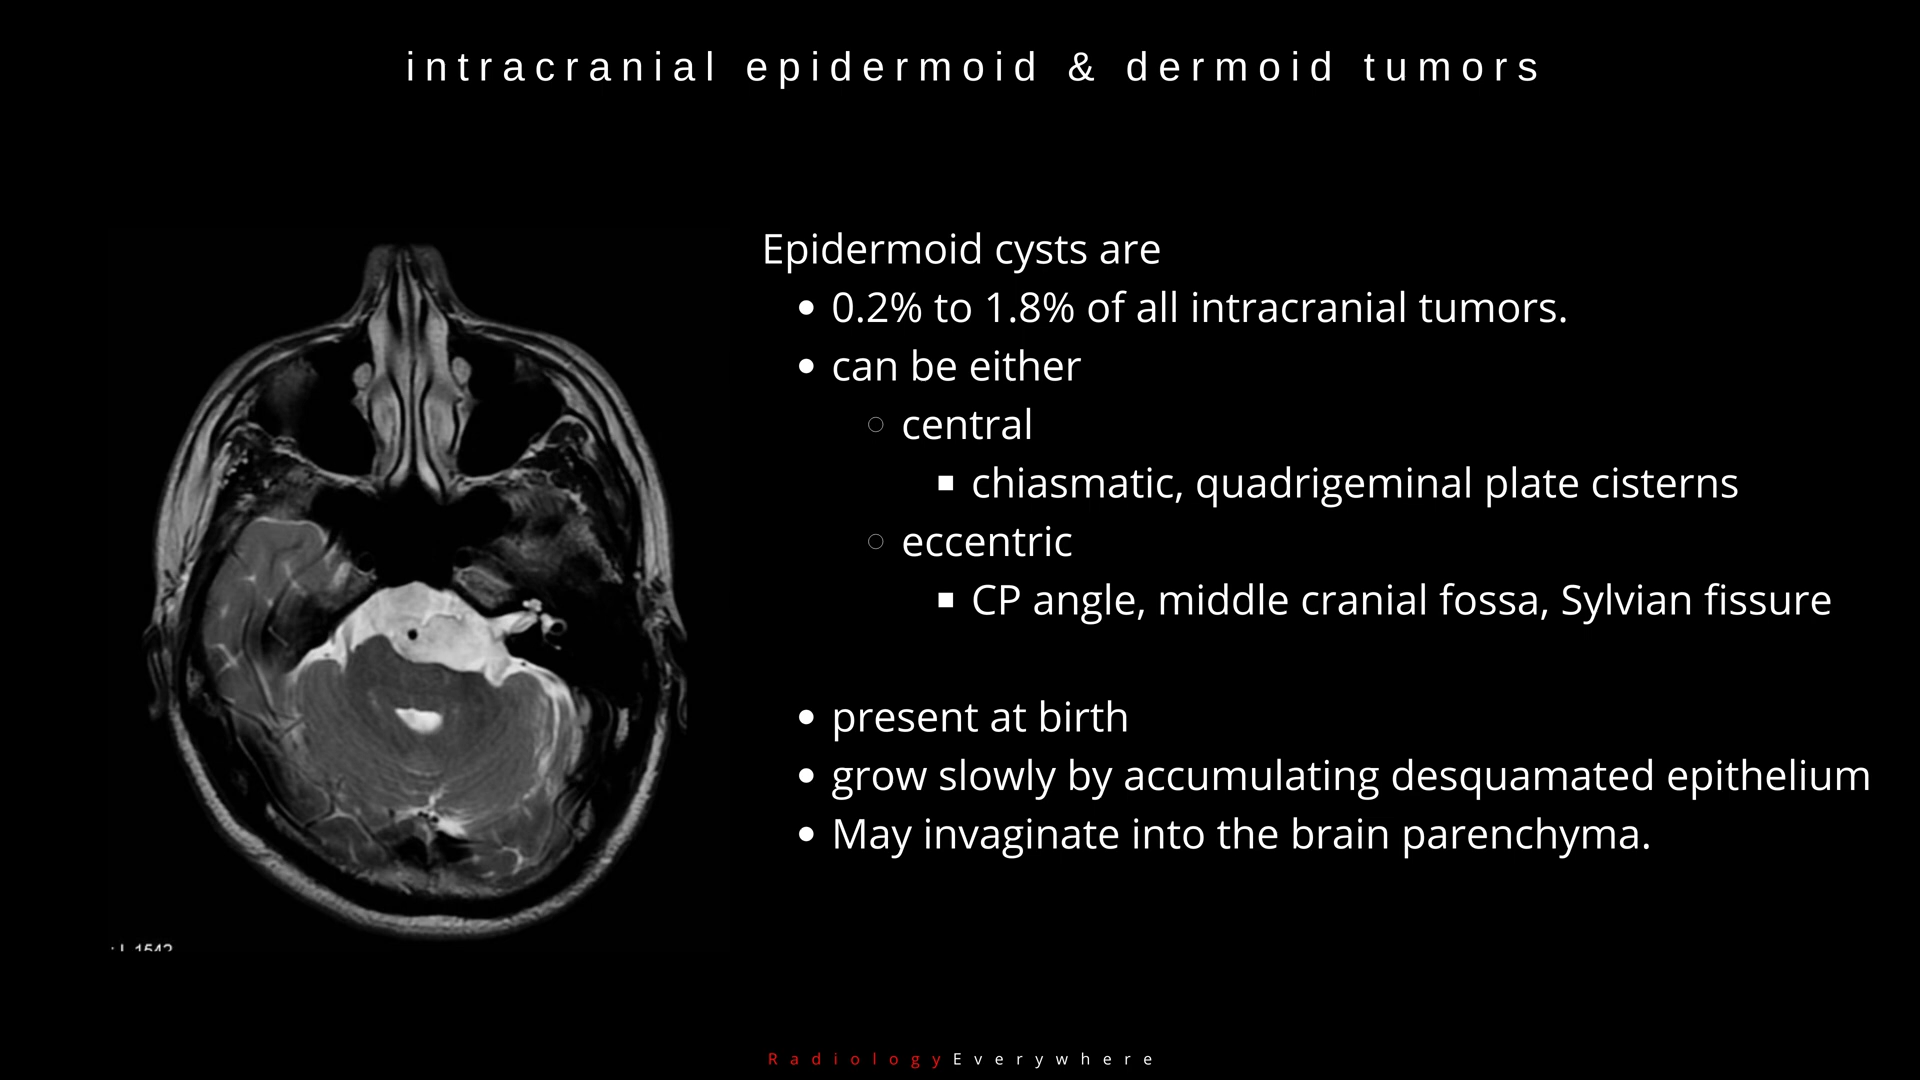 intracranial epidermoid & dermoid tumors
Epidermoid cysts are
0.2% to 1.8% of all intracranial tumors.
can be either
central
chiasmatic, quadrigeminal plate cisterns
eccentric
CP angle, middle cranial fossa, Sylvian fissure
present at birth
grow slowly by accumulating desquamated epithelium
May invaginate into the brain parenchyma.
RadiologyEverywhere